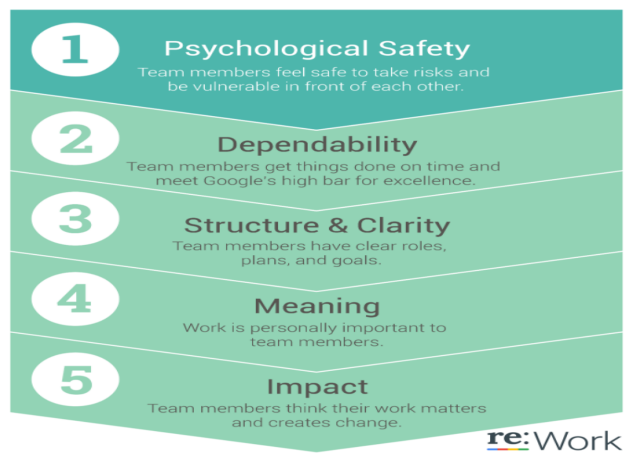 1
Psychological Safety
Team members feel safe to take risks and
be vulnerable in front of each other.
2
Dependability
Team members get things done on time and
meet Google's high bar for excellence.
3
Structure & Clarity
Team members have clear roles,
plans, and goals.
4
Meaning
Work is personally important to
team members.
5
Impact
Team members think their work matters
and creates change.
re:Work